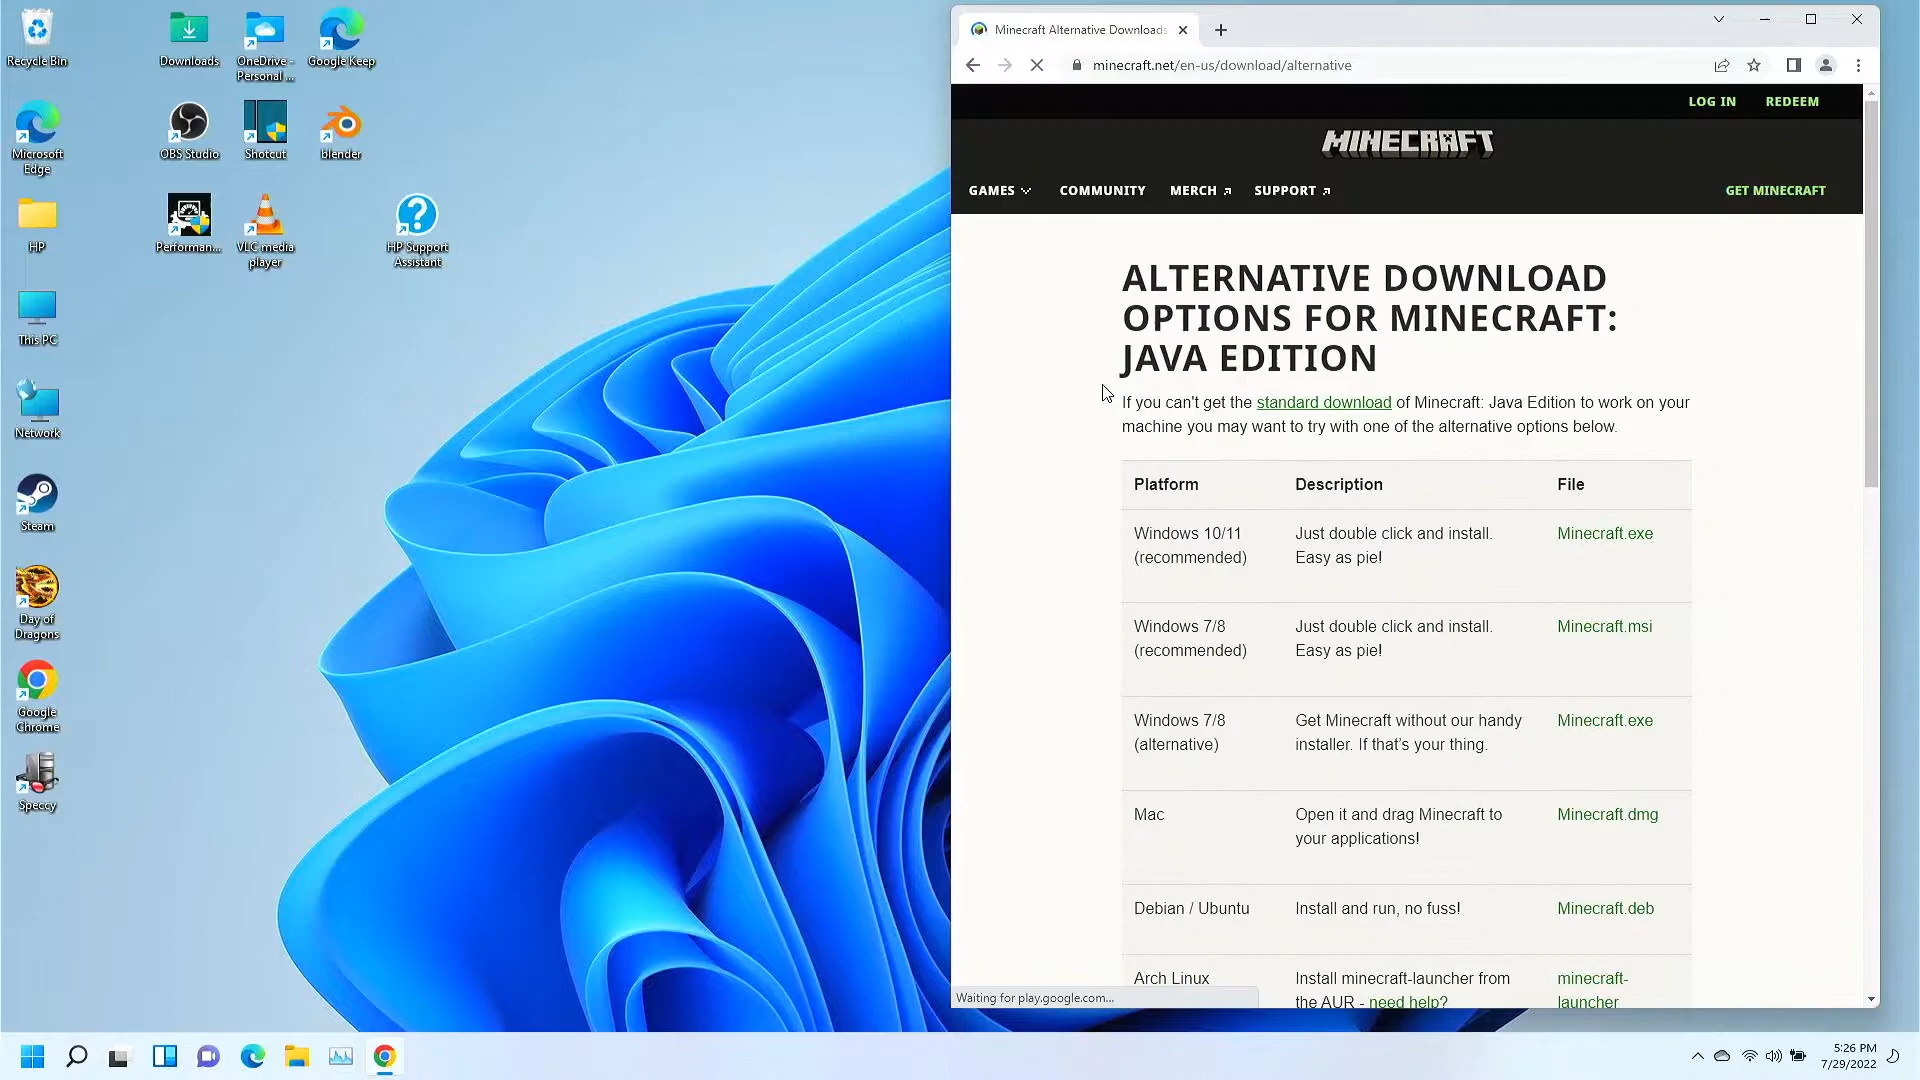 Recycle Bin
Downloads
OneDrive -
Personal ...
Google Keep
Microsoft
Edge
OBS Studio
Shotcut
blender
HP
Performan...
VLC media
player
HP Support
Assistant
This PC
Network
Steam
Day of
Dragons
Google
Chrome
Speccy
Minecraft Alternative Downloads
minecraft.net/en-us/download/alternative
LOG IN
REDEEM
MINECRAFT
GAMES
COMMUNITY
MERCH
SUPPORT
GET MINECRAFT
ALTERNATIVE DOWNLOAD
OPTIONS FOR MINECRAFT:
JAVA EDITION
If you can't get the standard download of Minecraft: Java Edition to work on your
machine you may want to try with one of the alternative options below.
Platform Description File
Windows 10/11 Just double click and install. Minecraft.exe
(recommended) Easy as pie!
Windows 7/8 Just double click and install. Minecraft.msi
(recommended) Easy as pie!
Windows 7/8 Get Minecraft without our handy Minecraft.exe
(alternative) installer. If that's your thing.
Mac Open it and drag Minecraft to Minecraft.dmg
your applications!
Debian / Ubuntu Install and run, no fuss! Minecraft.deb
Arch Linux Install minecraft-launcher from minecraft-
the AUR - need help? launcher
Waiting for play.google.com...
5:26 PM
7/29/2022